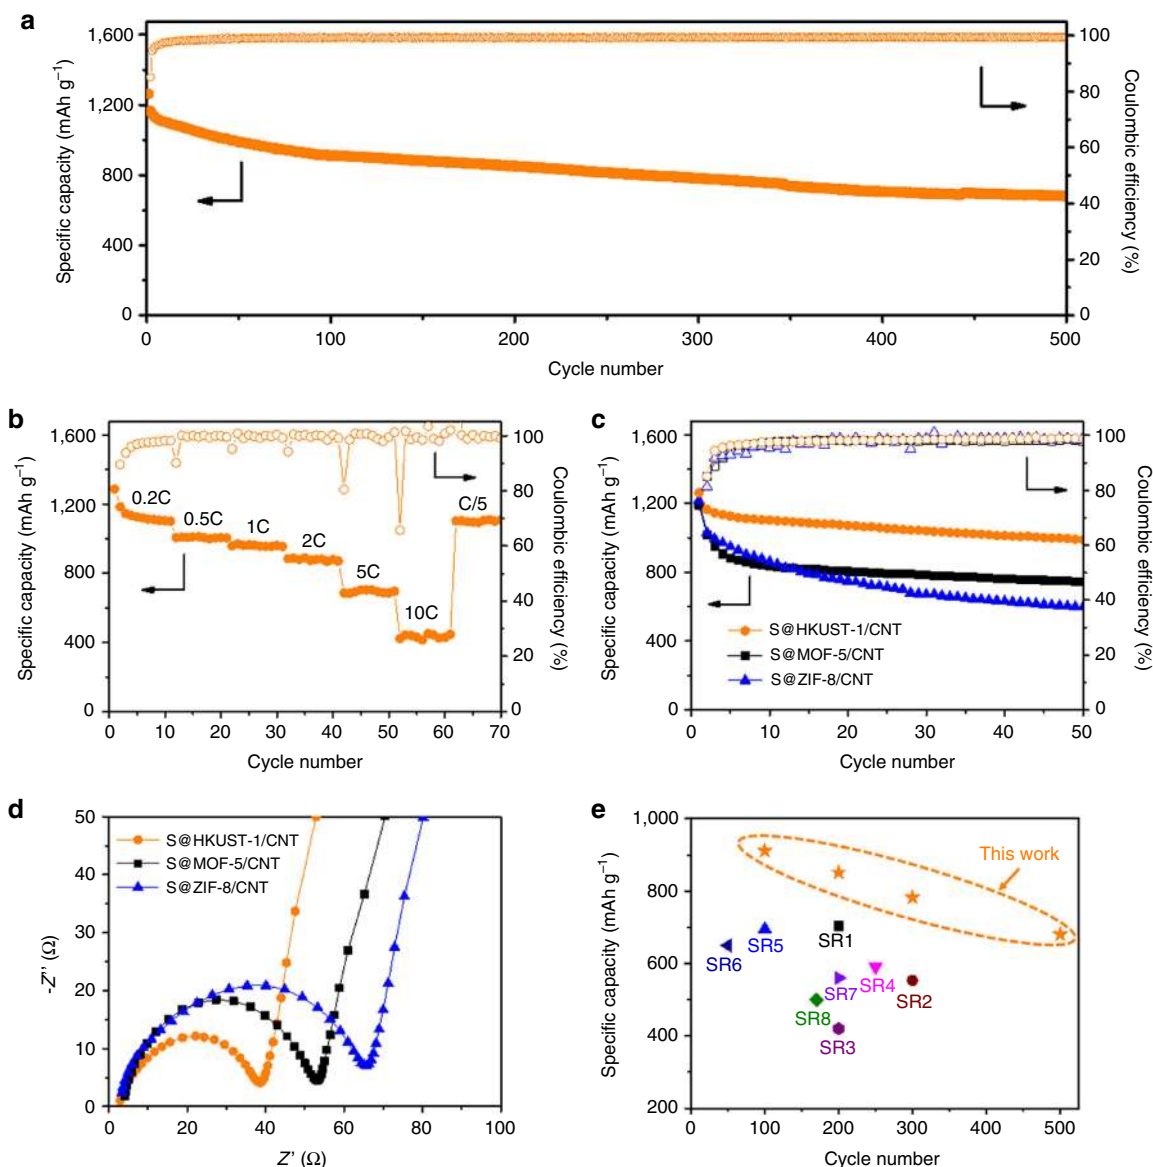 a
1,600
1,200
800
400
0
Specific capacity (mAh g⁻¹)
100
80
60
40
20
0
Coulombic efficiency (%)
0 100 200 300 400 500
Cycle number
b
1,600
1,200
800
400
0
Specific capacity (mAh g⁻¹)
0.2C
0.5C
1C
2C
5C
10C
C/5
100
80
60
40
20
0
Coulombic efficiency (%)
0 10 20 30 40 50 60 70
Cycle number
c
1,600
1,200
800
400
0
Specific capacity (mAh g⁻¹)
S@HKUST-1/CNT
S@MOF-5/CNT
S@ZIF-8/CNT
100
80
60
40
20
0
Coulombic efficiency (%)
0 10 20 30 40 50
Cycle number
d
50
40
30
20
10
0
-Z'' (Ω)
S@HKUST-1/CNT
S@MOF-5/CNT
S@ZIF-8/CNT
0 20 40 60 80 100
Z' (Ω)
e
1,000
800
600
400
200
Specific capacity (mAh g⁻¹)
This work
SR1
SR5
SR6
SR4
SR7
SR2
SR8
SR3
0 100 200 300 400 500
Cycle number